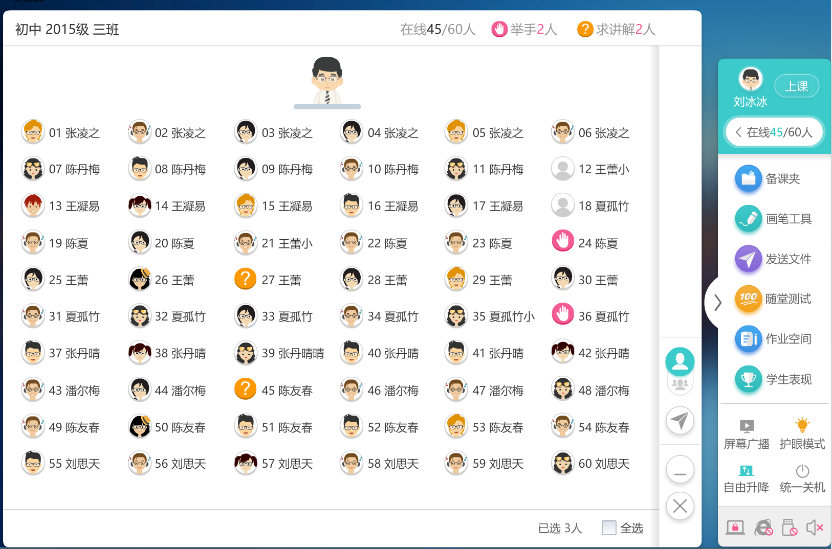 初中 2015级 三班
在线45/60人 举手2人 求讲解2人
01 张凌之 02 张凌之 03 张凌之 04 张凌之 05 张凌之 06 张凌之
07 陈丹梅 08 陈丹梅 09 陈丹梅 10 陈丹梅 11 陈丹梅 12 王蕾小
13 王凝易 14 王凝易 15 王凝易 16 王凝易 17 王凝易 18 夏孤竹
19 陈夏 20 陈夏 21 王蕾小 22 陈夏 23 陈夏 24 陈夏
25 王蕾 26 王蕾 27 王蕾 28 王蕾 29 王蕾 30 王蕾
31 夏孤竹 32 夏孤竹 33 夏孤竹 34 夏孤竹 35 夏孤竹小 36 夏孤竹
37 张丹晴 38 张丹晴 39 张丹晴晴 40 张丹晴 41 张丹晴 42 张丹晴
43 潘尔梅 44 潘尔梅 45 陈友春 46 潘尔梅 47 潘尔梅 48 潘尔梅
49 陈友春 50 陈友春 51 陈友春 52 陈友春 53 陈友春 54 陈友春
55 刘思天 56 刘思天 57 刘思天 58 刘思天 59 刘思天 60 刘思天
已选 3人 全选
刘冰冰 上课
在线45/60人
备课夹
画笔工具
发送文件
100 随堂测试
作业空间
学生表现
屏幕广播 护眼模式
自由升降 统一关机